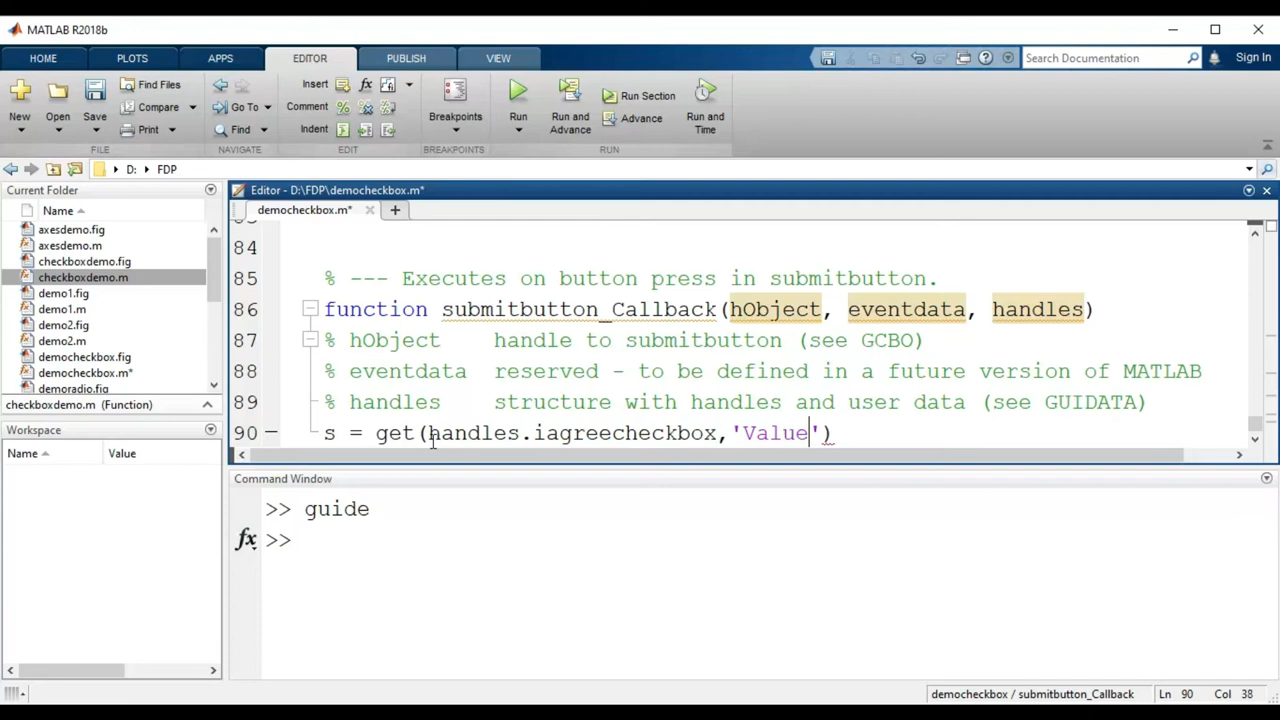 MATLAB R2018b
HOME PLOTS APPS EDITOR PUBLISH VIEW Search Documentation Sign In
New Open Save Find Files Compare Print
Go To Find
Insert Comment Indent
Breakpoints
Run Run and Advance Run Section Advance Run and Time
FILE NAVIGATE EDIT BREAKPOINTS RUN
D: FDP
Current Folder
Name
axesdemo.fig
axesdemo.m
checkboxdemo.fig
checkboxdemo.m
demo1.fig
demo1.m
demo2.fig
demo2.m
democheckbox.fig
democheckbox.m*
demoradio.fig
checkboxdemo.m (Function)
Workspace
Name Value
Editor - D:\FDP\democheckbox.m*
democheckbox.m*
84
85 % --- Executes on button press in submitbutton.
86 function submitbutton_Callback(hObject, eventdata, handles)
87 % hObject    handle to submitbutton (see GCBO)
88 % eventdata  reserved - to be defined in a future version of MATLAB
89 % handles    structure with handles and user data (see GUIDATA)
90 s = get(handles.iagreecheckbox,'Value')
Command Window
>> guide
fx >>
democheckbox / submitbutton_Callback Ln 90 Col 38